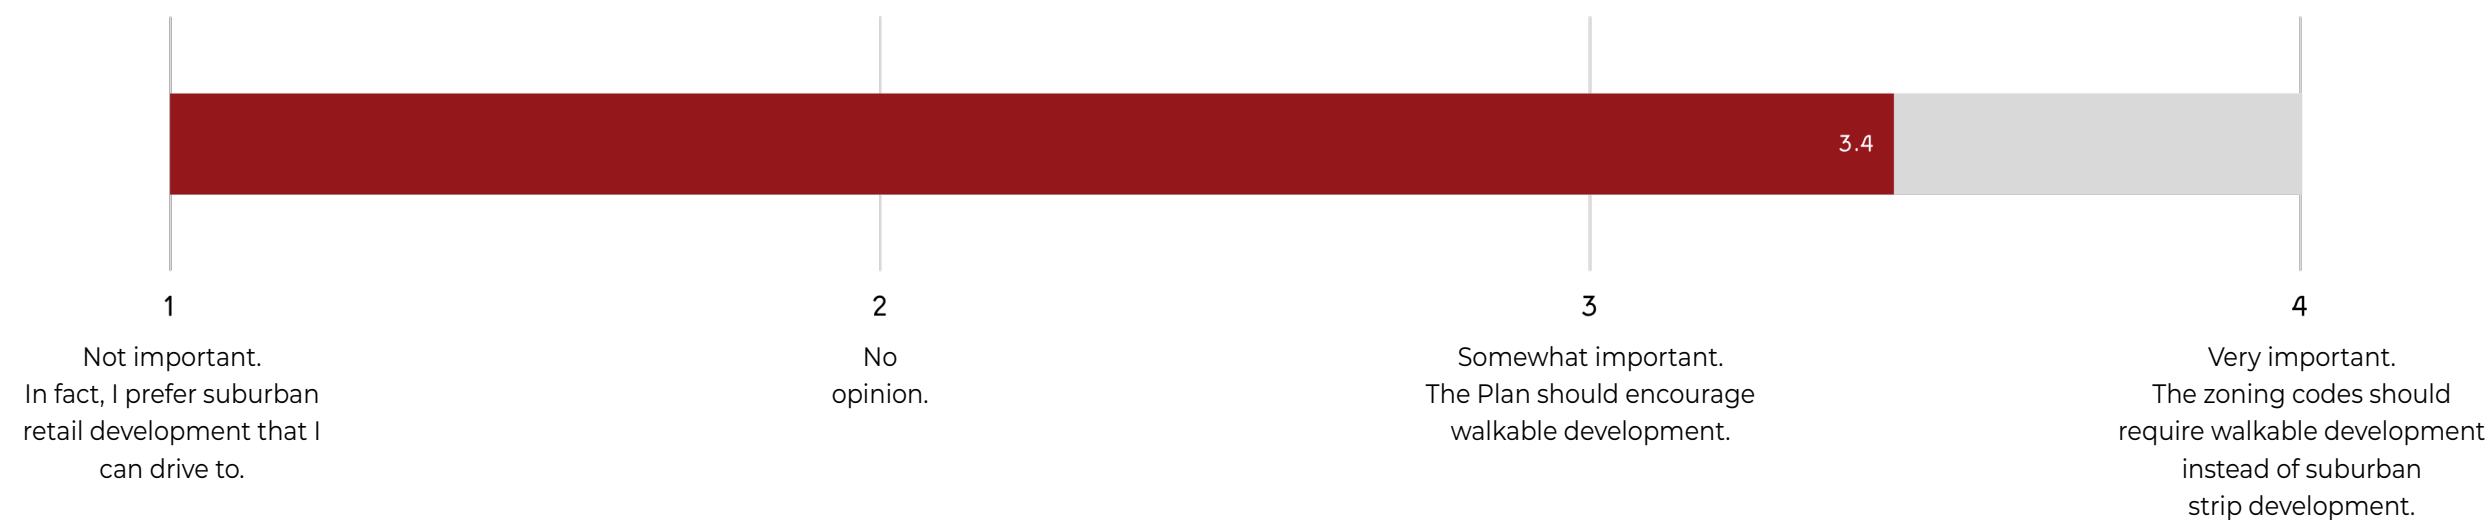 3.4
1
Not important.
In fact, I prefer suburban
retail development that I
can drive to.
2
No
opinion.
3
Somewhat important.
The Plan should encourage
walkable development.
4
Very important.
The zoning codes should
require walkable development
instead of suburban
strip development.